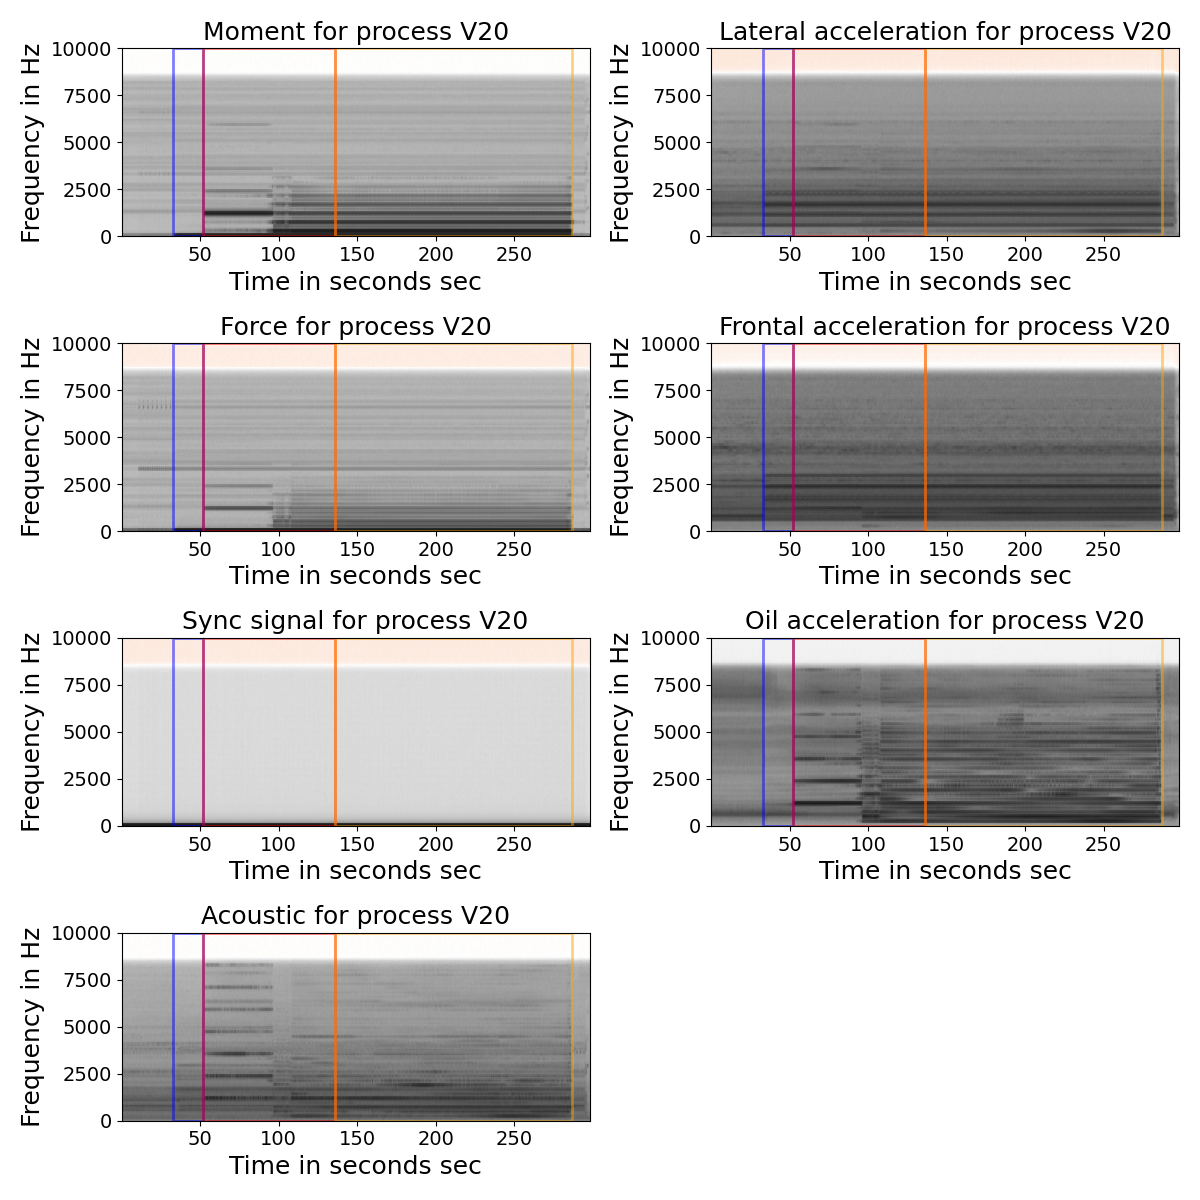 Moment for process V20
Frequency in Hz
10000
7500
5000
2500
0
50 100 150 200 250
Time in seconds sec
Lateral acceleration for process V20
Frequency in Hz
10000
7500
5000
2500
0
50 100 150 200 250
Time in seconds sec
Force for process V20
Frequency in Hz
10000
7500
5000
2500
0
50 100 150 200 250
Time in seconds sec
Frontal acceleration for process V20
Frequency in Hz
10000
7500
5000
2500
0
50 100 150 200 250
Time in seconds sec
Sync signal for process V20
Frequency in Hz
10000
7500
5000
2500
0
50 100 150 200 250
Time in seconds sec
Oil acceleration for process V20
Frequency in Hz
10000
7500
5000
2500
0
50 100 150 200 250
Time in seconds sec
Acoustic for process V20
Frequency in Hz
10000
7500
5000
2500
0
50 100 150 200 250
Time in seconds sec